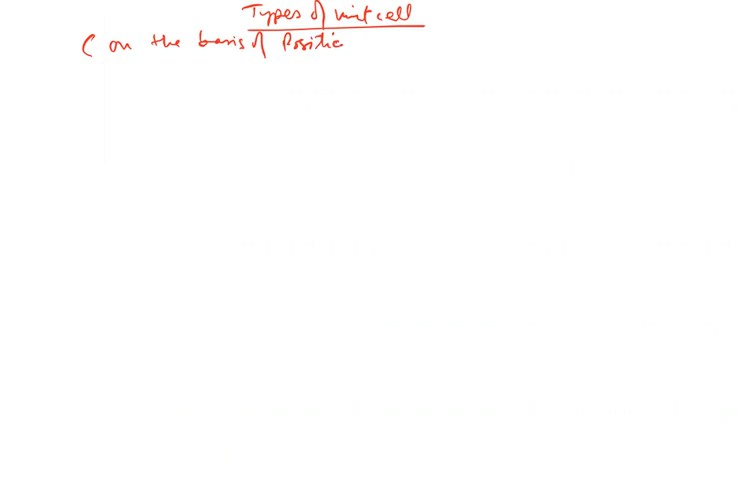 Types of unit cell
( on the basis of Positio